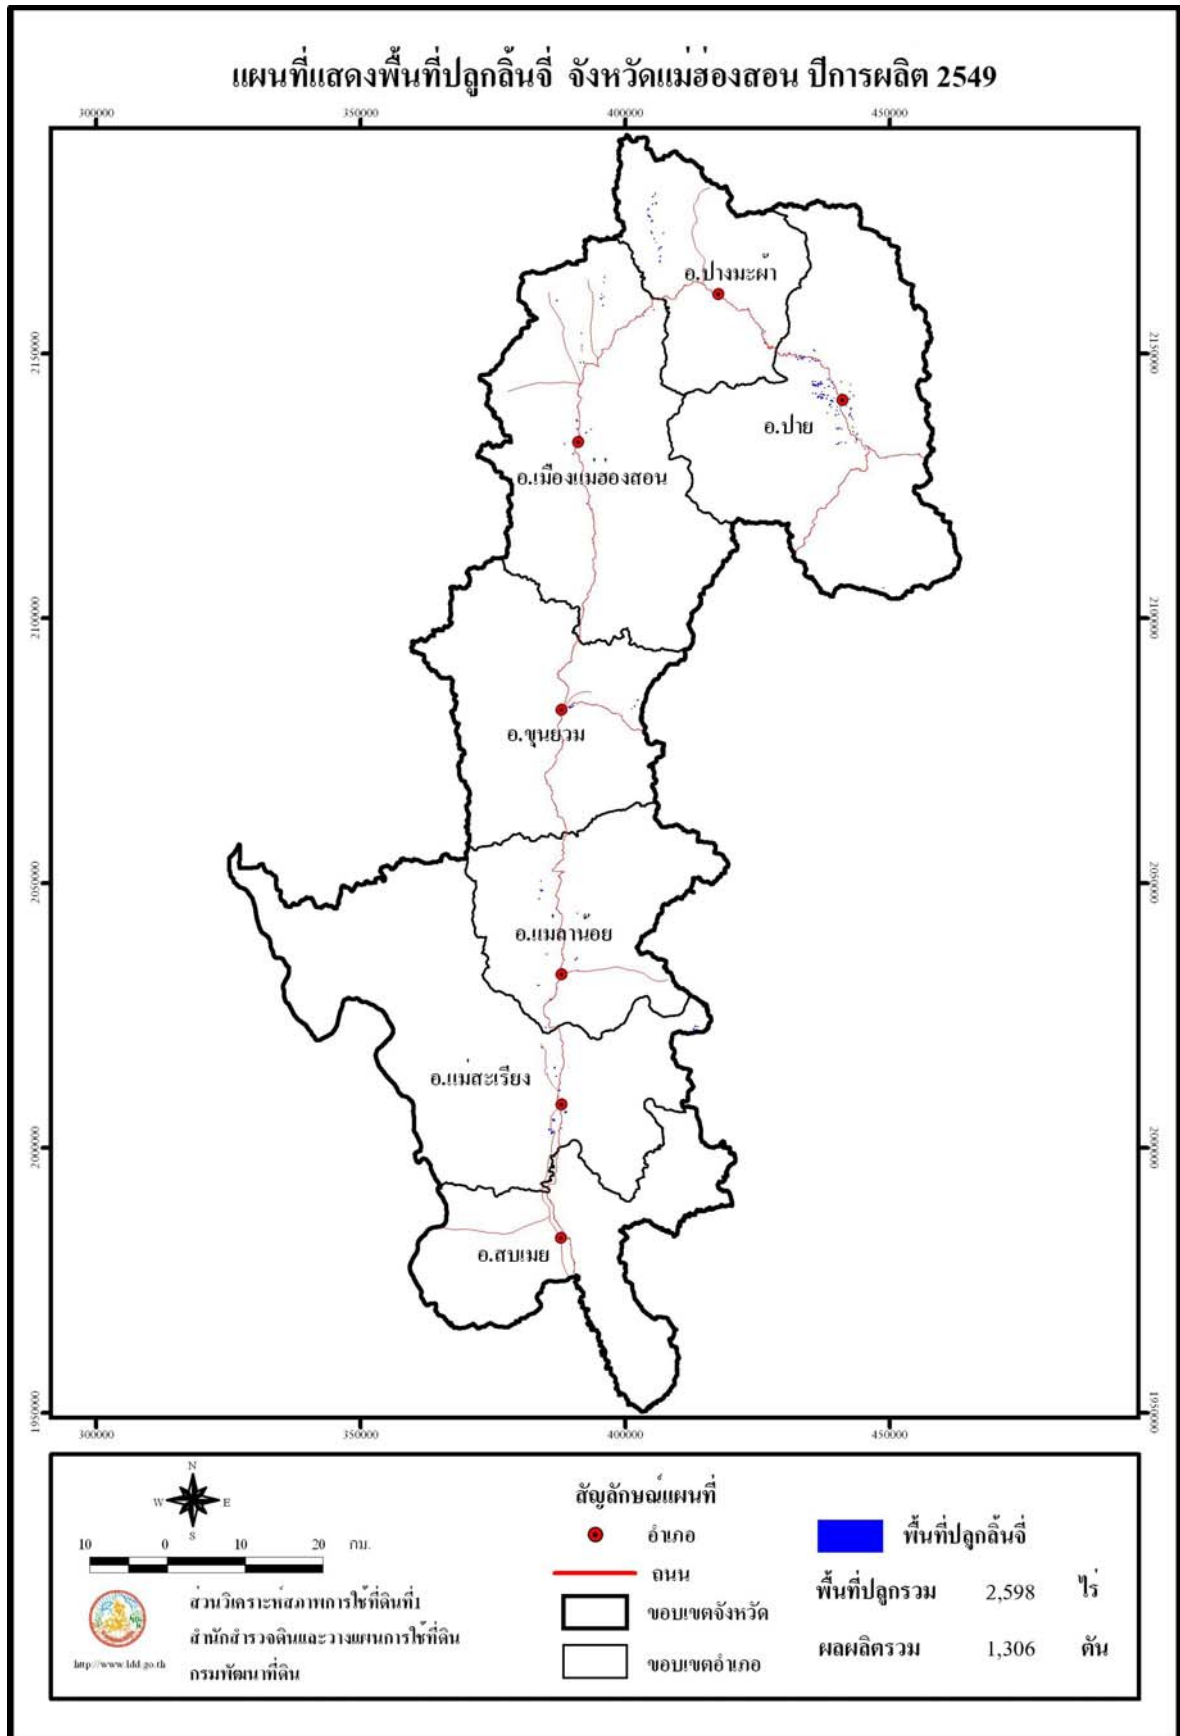 แผนที่แสดงพื้นที่ปลูกลิ้นจี่ จังหวัดแม่ฮ่องสอน ปีการผลิต 2549
300000 350000 400000 450000
อ.ปางมะผ้า
2150000 2150000
อ.ปาย
อ.เมืองแม่ฮ่องสอน
2100000 2100000
อ.ขุนยวม
2050000 2050000
อ.แม่ลาน้อย
อ.แม่สะเรียง
2000000 2000000
อ.สบเมย
1950000 1950000
300000 350000 400000 450000
N
W E
S
10 0 10 20 กม.
ส่วนวิเคราะห์สภาพการใช้ที่ดินที่1
สำนักสำรวจดินและวางแผนการใช้ที่ดิน
กรมพัฒนาที่ดิน
http://www.ldd.go.th
สัญลักษณ์แผนที่
อำเภอ
ถนน
ขอบเขตจังหวัด
ขอบเขตอำเภอ
พื้นที่ปลูกลิ้นจี่
พื้นที่ปลูกรวม 2,598 ไร่
ผลผลิตรวม 1,306 ตัน